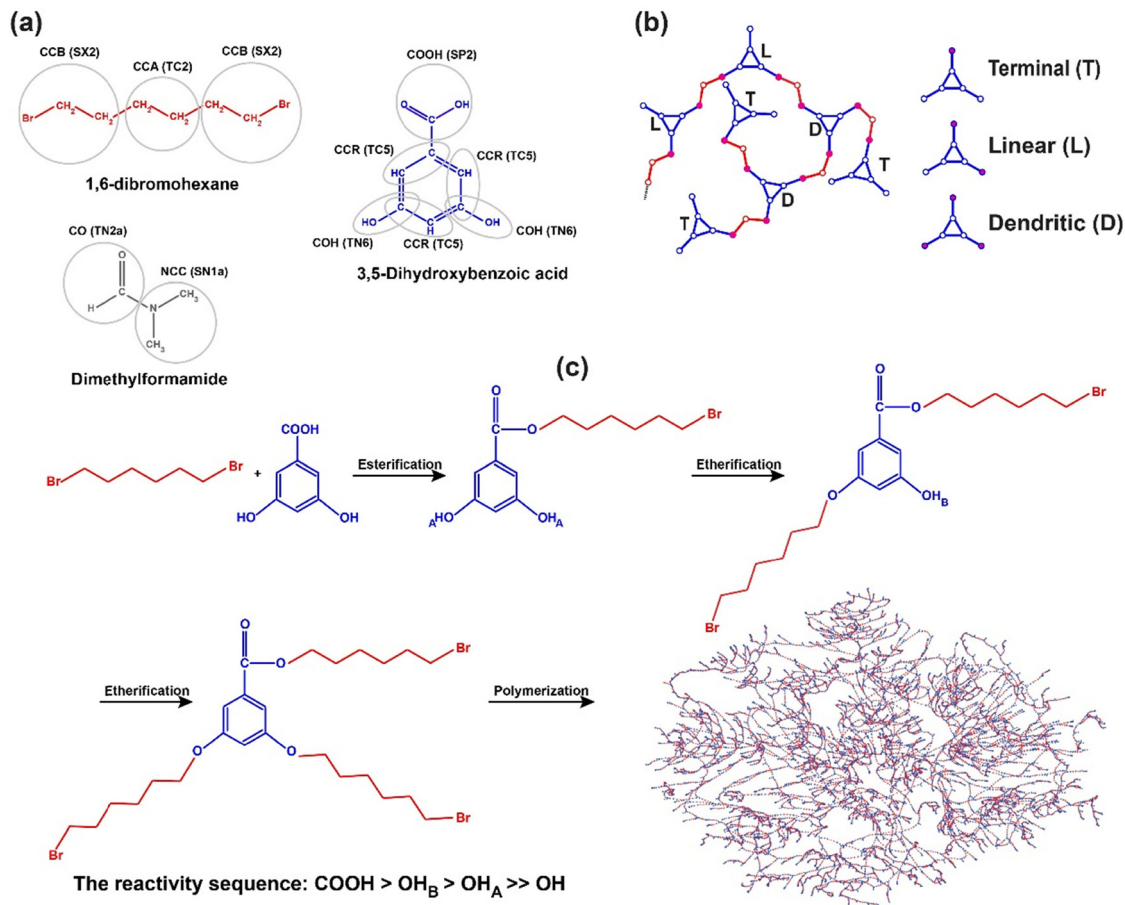 (a)
CCB (SX2)
CCA (TC2)
CCB (SX2)
Br
CH2
CH2
CH2
CH2
CH2
CH2
Br
1,6-dibromohexane
COOH (SP2)
O
OH
C
CCR (TC5)
CCR (TC5)
HC
CH
HO
C
H
OH
COH (TN6)
CCR (TC5)
COH (TN6)
3,5-Dihydroxybenzoic acid
CO (TN2a)
NCC (SN1a)
O
C
H
N
CH3
CH3
Dimethylformamide
(b)
L
T
L
D
T
D
T
Terminal (T)
Linear (L)
Dendritic (D)
(c)
Br
Br
+
COOH
HO
OH
Esterification
O
C
O
Br
AHO
OHA
Etherification
O
C
O
Br
O
OHB
Br
Etherification
O
C
O
Br
O
O
Br
Br
Polymerization
The reactivity sequence: COOH > OHB > OHA >> OH